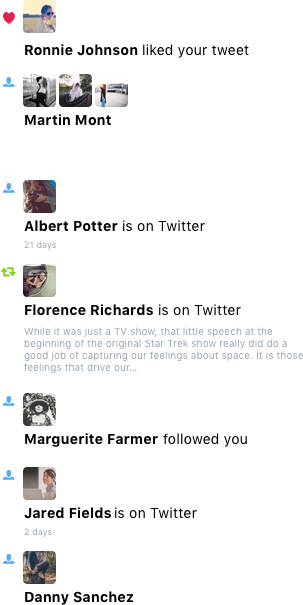 Ronnie Johnson liked your tweet
Martin Mont
Albert Potter is on Twitter
21 days
Florence Richards is on Twitter
While it was just a TV show, that little speech at the
beginning of the original Star Trek show really did do a
good job of capturing our feelings about space. It is those
feelings that drive our...
Marguerite Farmer followed you
Jared Fields is on Twitter
2 days
Danny Sanchez